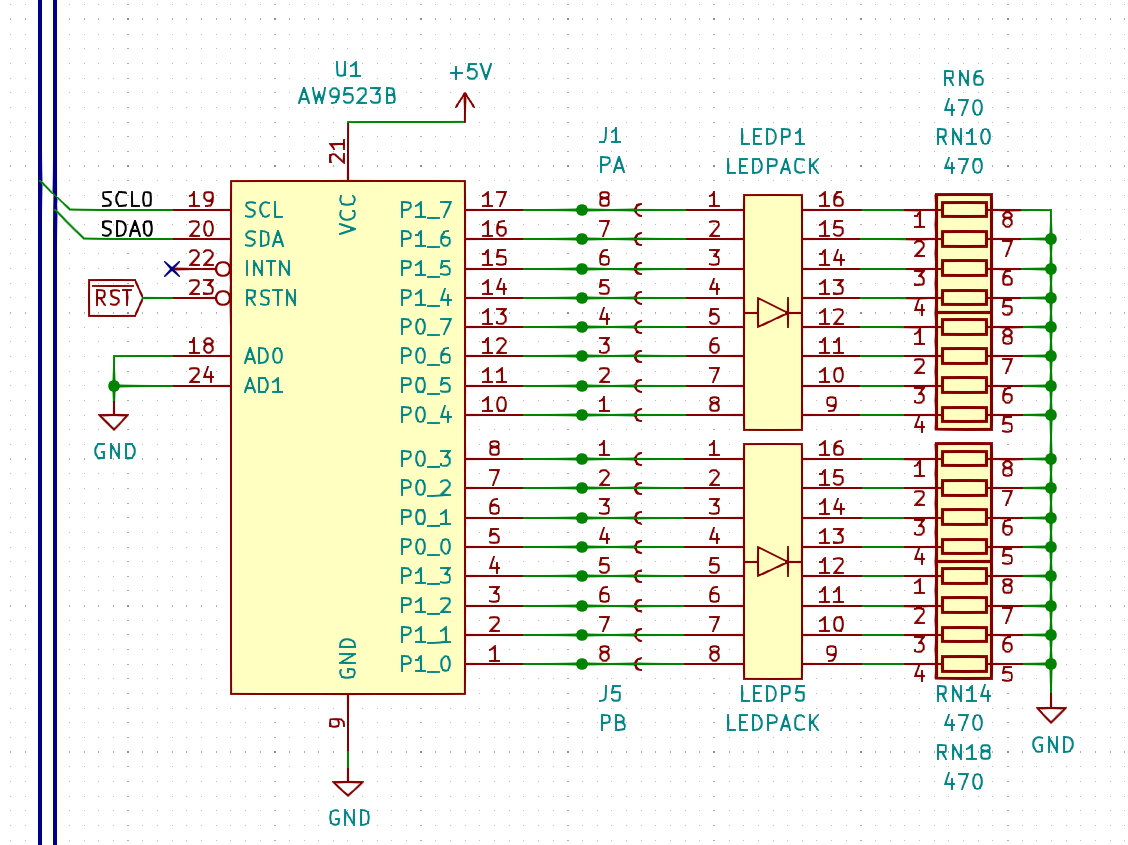 U1
AW9523B
+5V
RN6
470
RN10
470
J1
PA
LEDP1
LEDPACK
21
VCC
SCL0 19 SCL P1_7 17 8 1 16 1 8
SDA0 20 SDA P1_6 16 7 2 15 2 7
22 INTN P1_5 15 6 3 14 3 6
RST 23 RSTN P1_4 14 5 4 13 4 5
P0_7 13 4 5 12 1 8
18 AD0 P0_6 12 3 6 11 2 7
24 AD1 P0_5 11 2 7 10 3 6
P0_4 10 1 8 9 4 5
GND
P0_3 8 1 1 16 1 8
P0_2 7 2 2 15 2 7
P0_1 6 3 3 14 3 6
P0_0 5 4 4 13 4 5
P1_3 4 5 5 12 1 8
P1_2 3 6 6 11 2 7
P1_1 2 7 7 10 3 6
P1_0 1 8 8 9 4 5
GND
9
GND
J5
PB
LEDP5
LEDPACK
RN14
470
RN18
470
GND